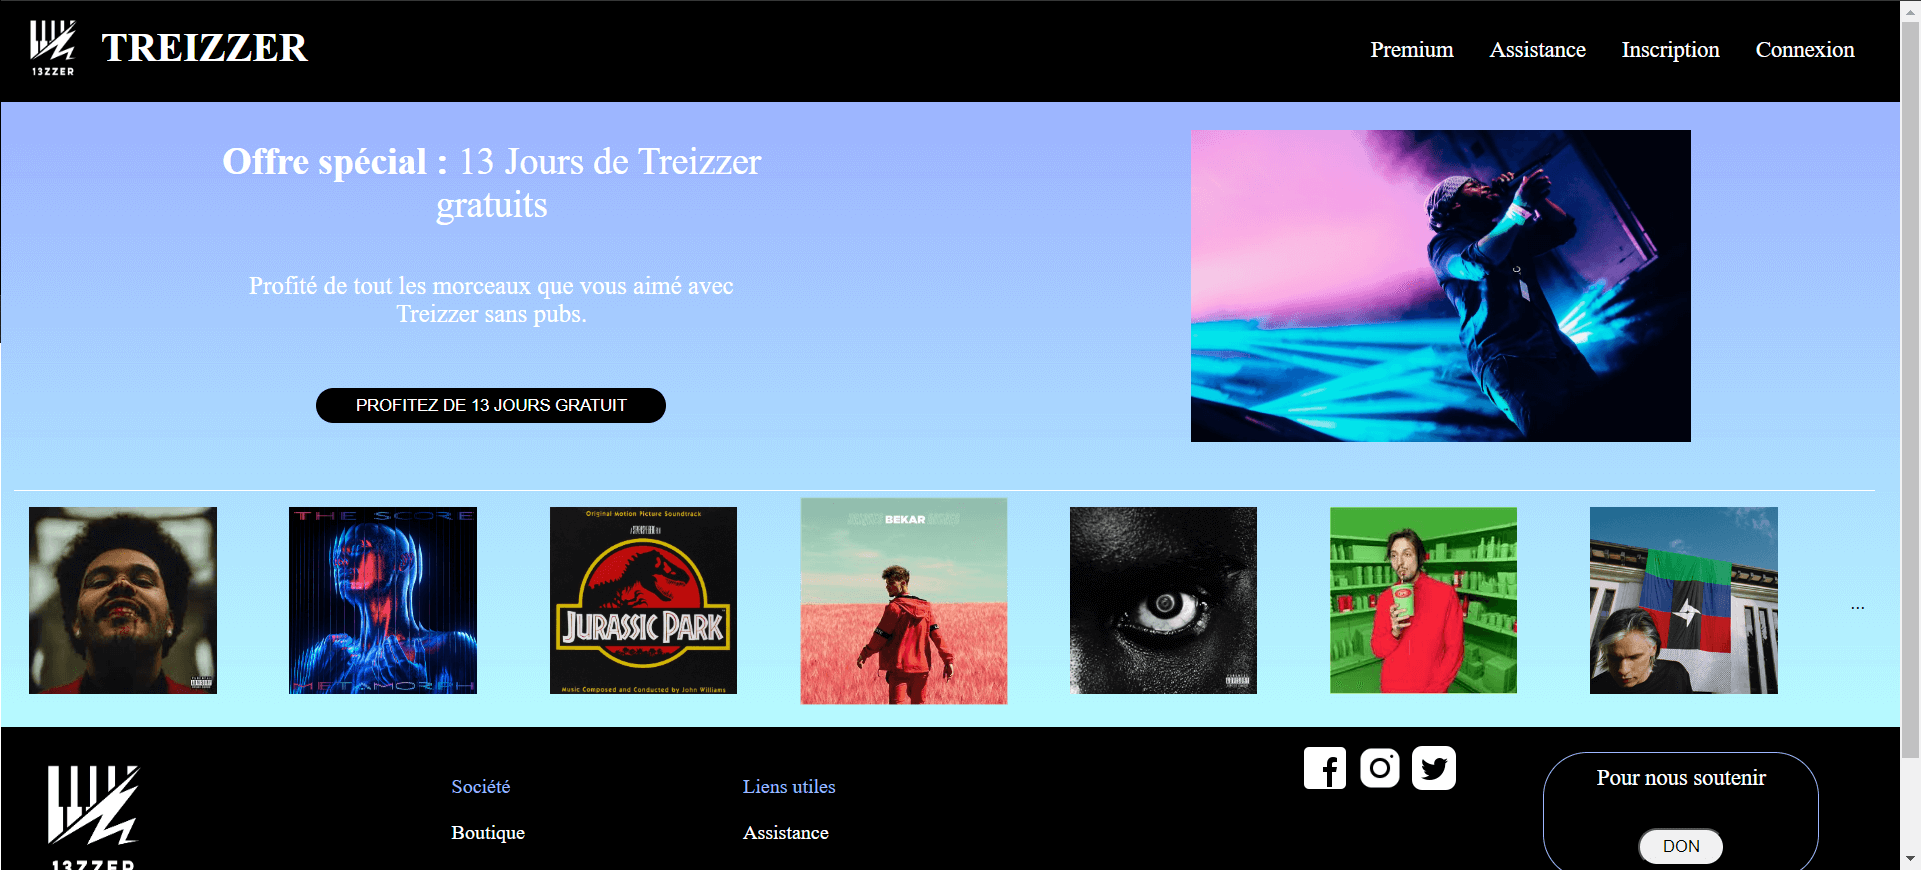 13ZZER
TREIZZER
Premium
Assistance
Inscription
Connexion
Offre spécial : 13 Jours de Treizzer
gratuits
Profité de tout les morceaux que vous aimé avec
Treizzer sans pubs.
PROFITEZ DE 13 JOURS GRATUIT
THE SCORE
METAMORPH
Original Motion Picture Soundtrack
JURASSIC PARK
Music Composed and Conducted by John Williams
BEKAR
...
13ZZER
Société
Boutique
Liens utiles
Assistance
Pour nous soutenir
DON